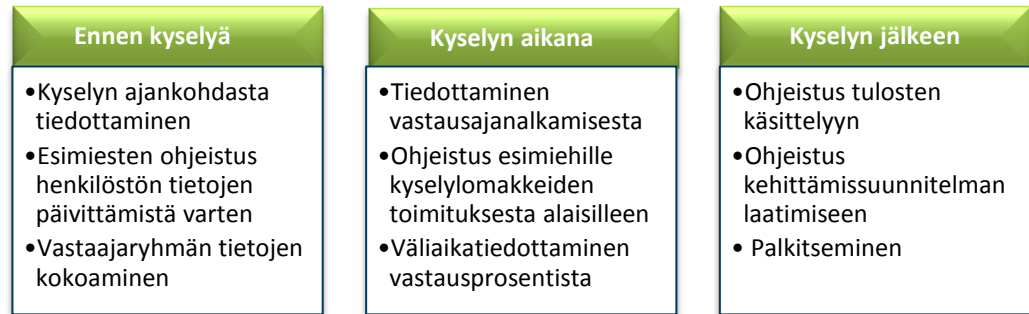 Ennen kyselyä
•Kyselyn ajankohdasta
tiedottaminen
•Esimiesten ohjeistus
henkilöstön tietojen
päivittämistä varten
•Vastaajaryhmän tietojen
kokoaminen
Kyselyn aikana
•Tiedottaminen
vastausajanalkamisesta
•Ohjeistus esimiehille
kyselylomakkeiden
toimituksesta alaisilleen
•Väliaikatiedottaminen
vastausprosentista
Kyselyn jälkeen
•Ohjeistus tulosten
käsittelyyn
•Ohjeistus
kehittämissuunnitelman
laatimiseen
• Palkitseminen